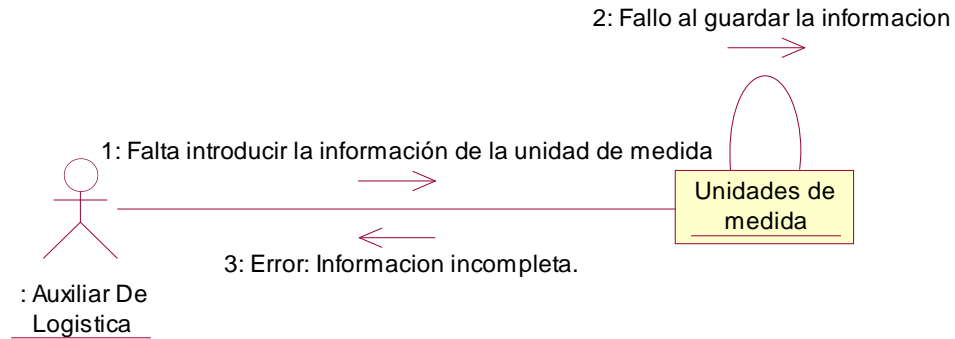 2: Fallo al guardar la informacion
1: Falta introducir la información de la unidad de medida
Unidades de
medida
3: Error: Informacion incompleta.
: Auxiliar De
Logistica